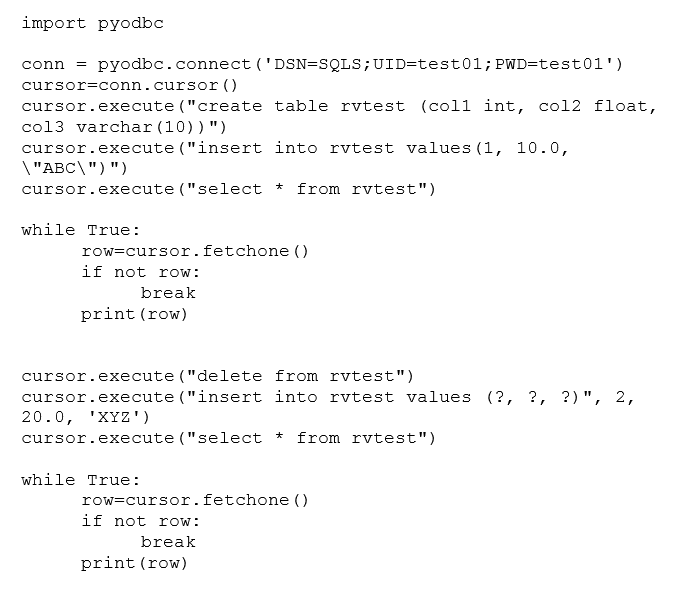 import pyodbc

conn = pyodbc.connect('DSN=SQLS;UID=test01;PWD=test01')
cursor=conn.cursor()
cursor.execute("create table rvtest (col1 int, col2 float,
col3 varchar(10))")
cursor.execute("insert into rvtest values(1, 10.0,
\"ABC\")")
cursor.execute("select * from rvtest")

while True:
      row=cursor.fetchone()
      if not row:
            break
      print(row)


cursor.execute("delete from rvtest")
cursor.execute("insert into rvtest values (?, ?, ?)", 2,
20.0, 'XYZ')
cursor.execute("select * from rvtest")

while True:
      row=cursor.fetchone()
      if not row:
            break
      print(row)